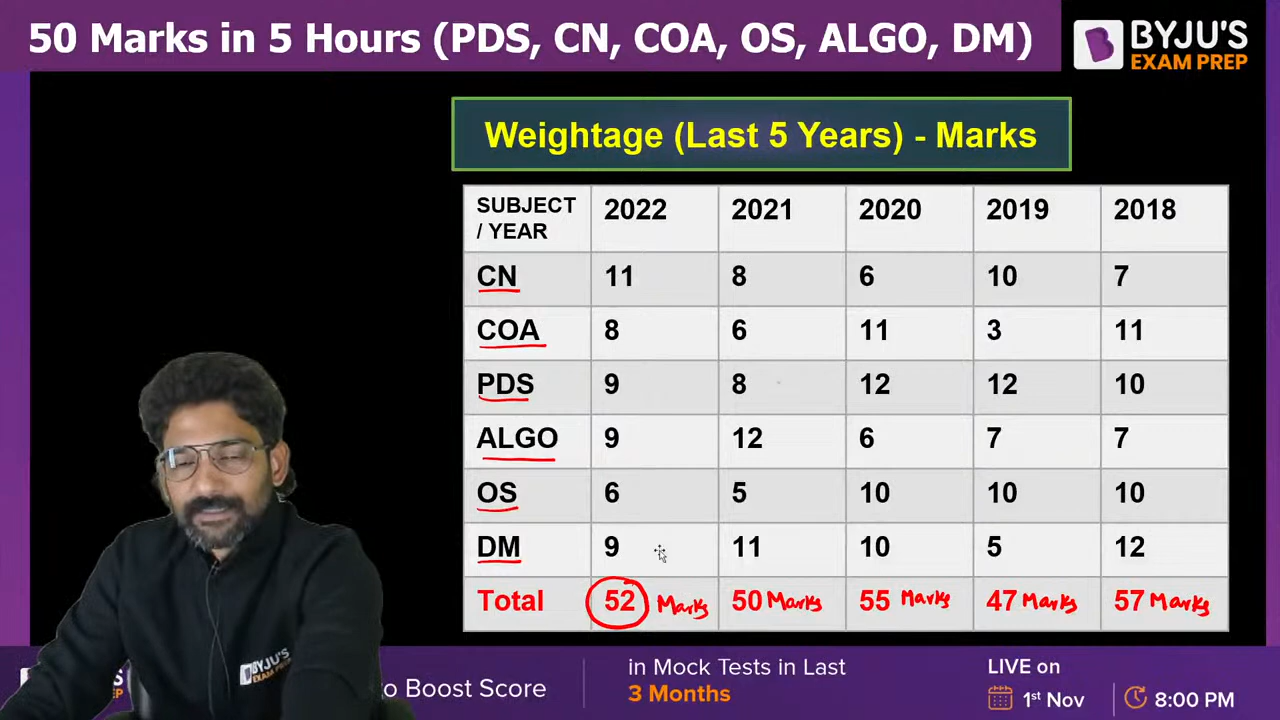 50 Marks in 5 Hours (PDS, CN, COA, OS, ALGO, DM)
BYJU'S
EXAM PREP
Weightage (Last 5 Years) - Marks
SUBJECT / YEAR 2022 2021 2020 2019 2018
CN 11 8 6 10 7
COA 8 6 11 3 11
PDS 9 8 12 12 10
ALGO 9 12 6 7 7
OS 6 5 10 10 10
DM 9 11 10 5 12
Total 52 Marks 50 Marks 55 Marks 47 Marks 57 Marks
BYJU'S
EXAM PREP
to Boost Score
in Mock Tests in Last
3 Months
LIVE on
1st Nov
8:00 PM